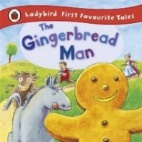 Ladybird First Favourite Tales
The
Gingerbread
Man